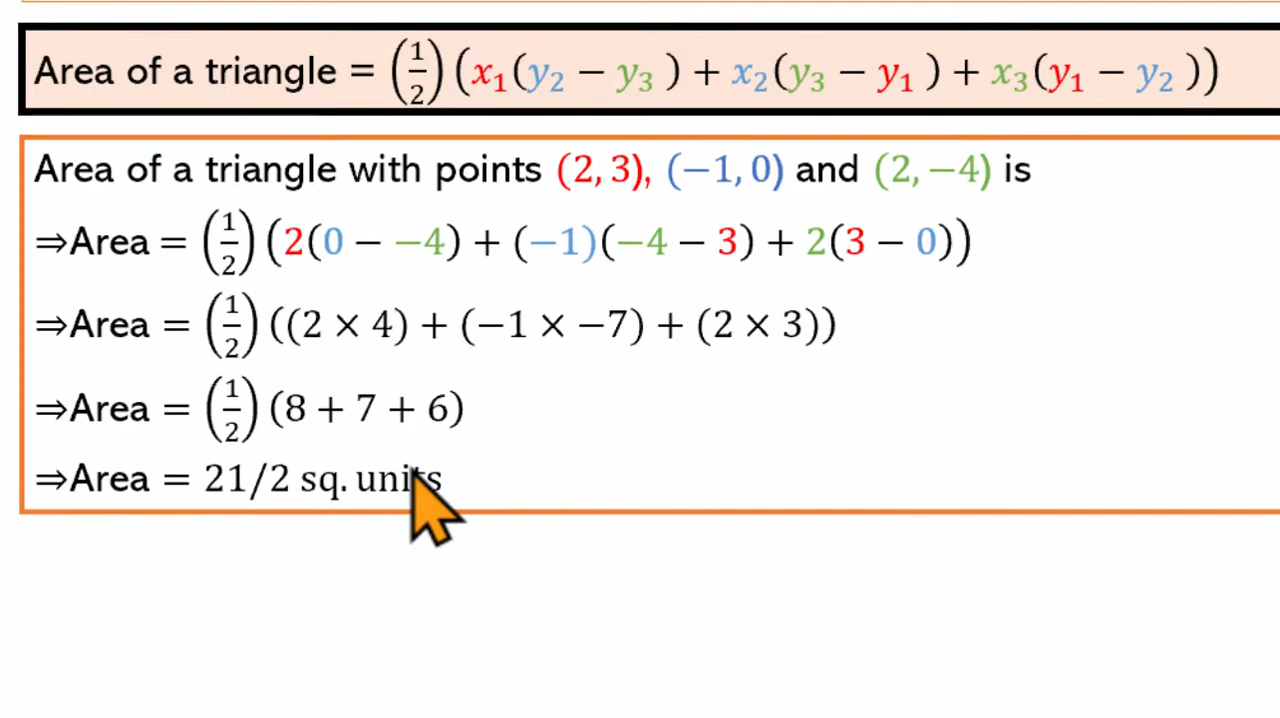 Area of a triangle = (1/2)(x₁(y₂ − y₃ ) + x₂(y₃ − y₁ ) + x₃(y₁ − y₂ ))
Area of a triangle with points (2, 3), (−1, 0) and (2, −4) is
⇒Area = (1/2)(2(0 − −4) + (−1)(−4 − 3) + 2(3 − 0))
⇒Area = (1/2)((2 × 4) + (−1 × −7) + (2 × 3))
⇒Area = (1/2)(8 + 7 + 6)
⇒Area = 21/2 sq. units